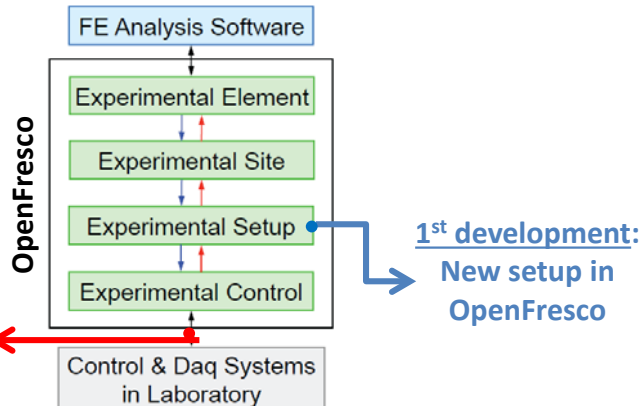 FE Analysis Software
OpenFresco
Experimental Element
Experimental Site
Experimental Setup
Experimental Control
Control & Daq Systems
in Laboratory
1st development:
New setup in
OpenFresco